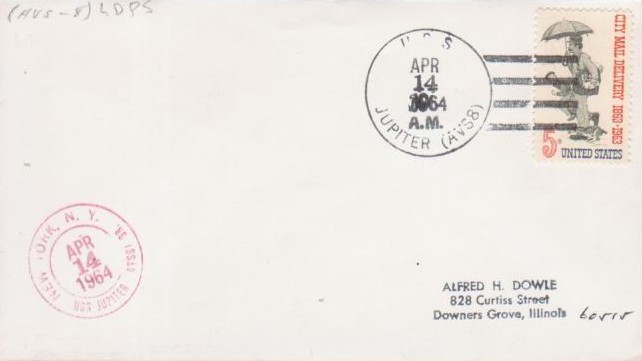 (AVS-8) LDPS
U S S
APR
14
1964
A.M.
JUPITER (AVS8)
CITY MAIL DELIVERY 1863-1963
5c
UNITED STATES
NEW YORK, N. Y.
APR
14
1964
USS JUPITER
ALFRED H. DOWLE
828 Curtiss Street
Downers Grove, Illinois 60515